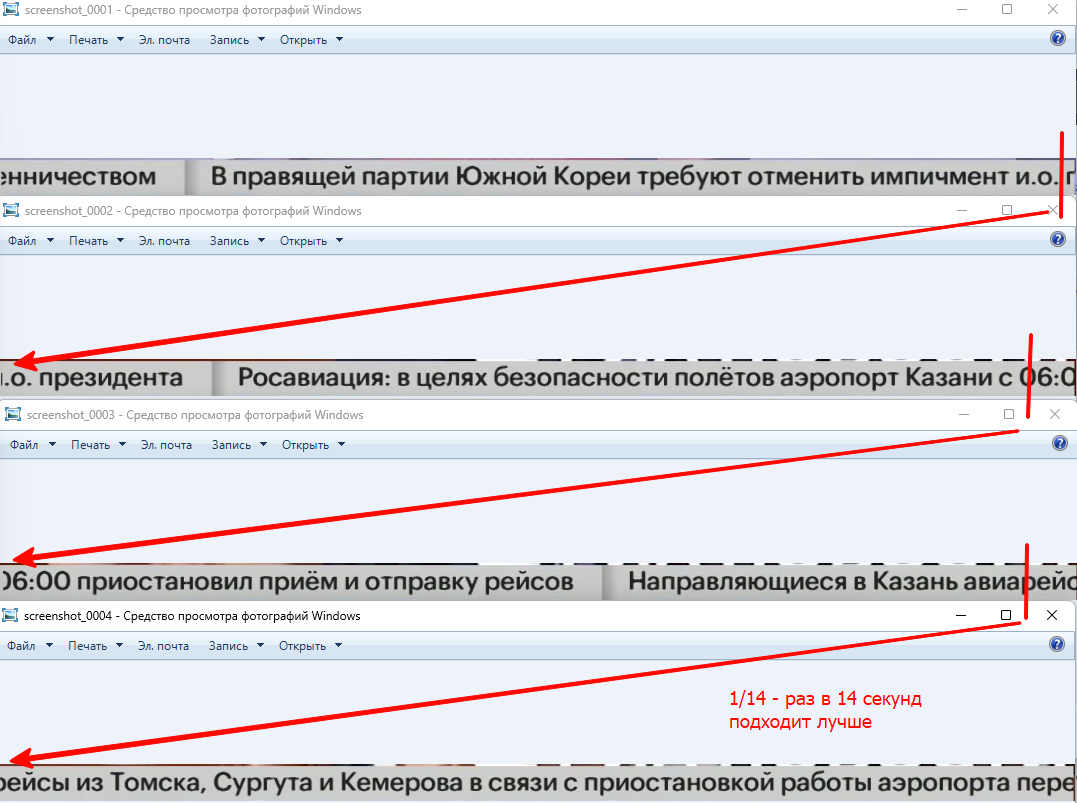 screenshot_0001 - Средство просмотра фотографий Windows
Файл Печать Эл. почта Запись Открыть
енничеством В правящей партии Южной Кореи требуют отменить импичмент и.о. п
screenshot_0002 - Средство просмотра фотографий Windows
Файл Печать Эл. почта Запись Открыть
.о. президента Росавиация: в целях безопасности полётов аэропорт Казани с 06:0
screenshot_0003 - Средство просмотра фотографий Windows
Файл Печать Эл. почта Запись Открыть
06:00 приостановил приём и отправку рейсов Направляющиеся в Казань авиарейс
screenshot_0004 - Средство просмотра фотографий Windows
Файл Печать Эл. почта Запись Открыть
1/14 - раз в 14 секунд
подходит лучше
рейсы из Томска, Сургута и Кемерова в связи с приостановкой работы аэропорта пере